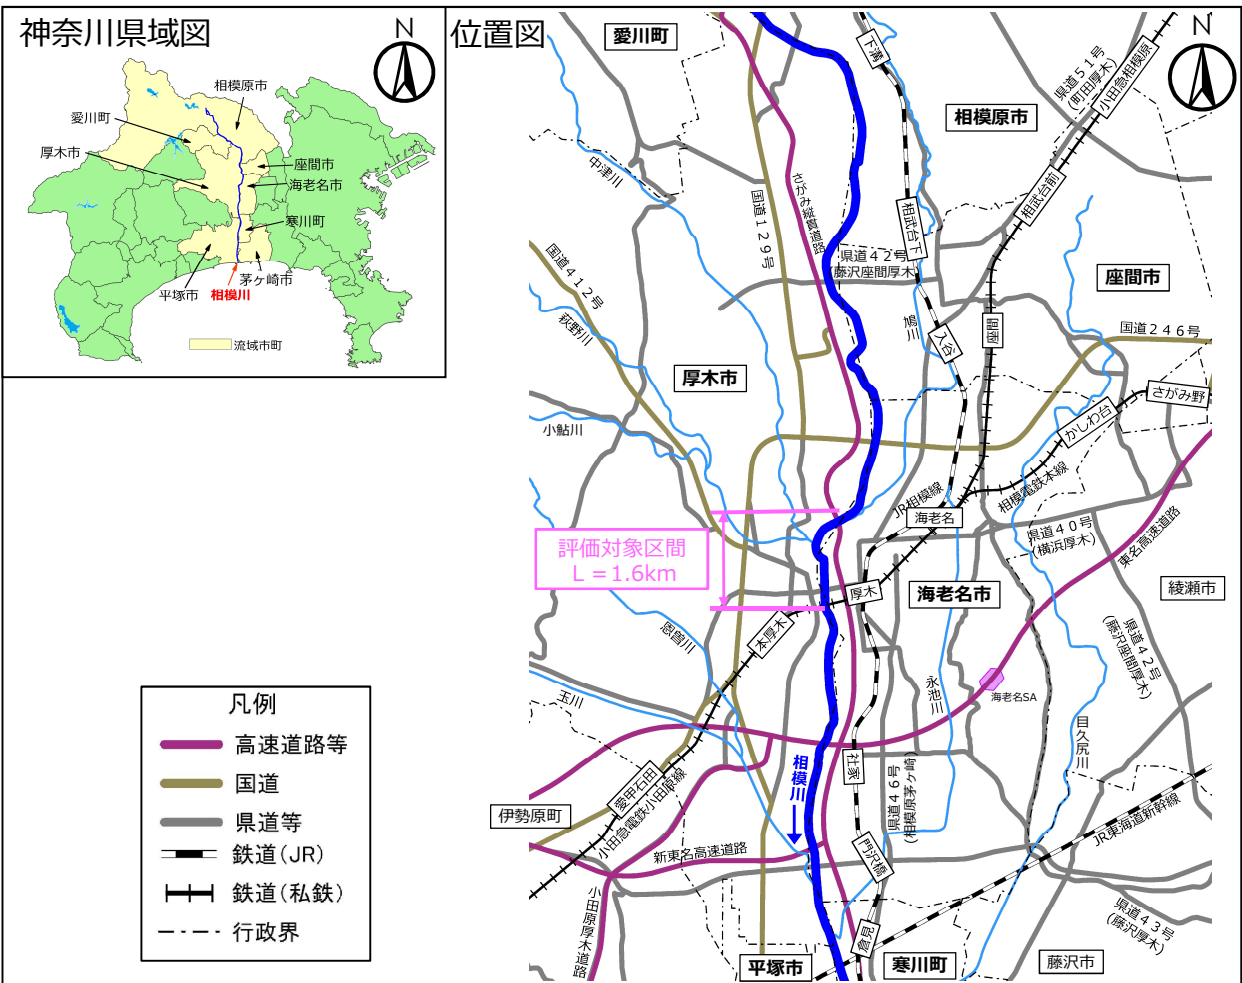 神奈川県域図
N
相模原市
愛川町
厚木市
座間市
海老名市
寒川町
茅ヶ崎市
平塚市
相模川
流域市町
位置図
N
愛川町
下溝
県道51号
(町田厚木)
小田急相模原
相模原市
中津川
さがみ縦貫道路
国道129号
相武台下
相武台前
県道42号
(藤沢座間厚木)
座間市
国道412号
萩野川
鳩川
入谷
座間
国道246号
厚木市
さがみ野
かしわ台
小鮎川
JR相模線
相模電鉄本線
海老名
県道40号
(横浜厚木)
東名高速道路
評価対象区間
L=1.6km
厚木
海老名市
綾瀬市
本厚木
恩曽川
県道42号
(藤沢座間厚木)
永池川
海老名SA
玉川
目久尻川
相模川
社家
県道46号
(相模原茅ヶ崎)
愛甲石田
小田急電鉄小田原線
伊勢原町
新東名高速道路
門沢橋
JR東海道新幹線
小田原厚木道路
倉見
県道43号
(藤沢厚木)
平塚市
寒川町
藤沢市
凡例
高速道路等
国道
県道等
鉄道(JR)
鉄道(私鉄)
行政界